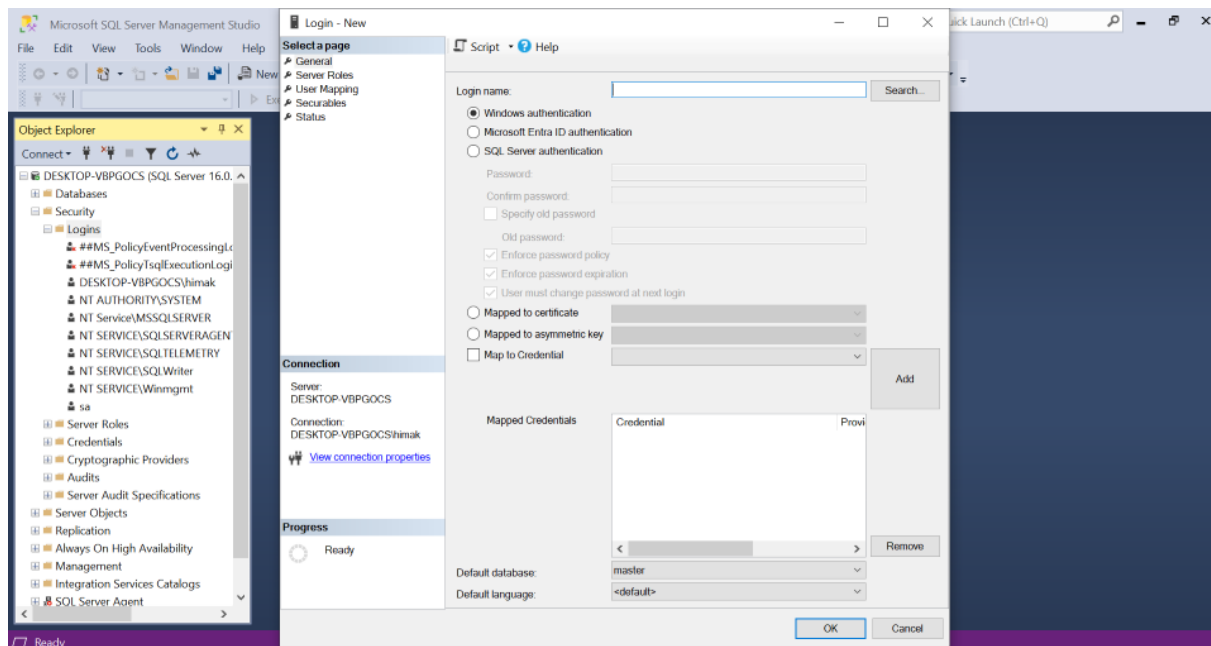 Microsoft SQL Server Management Studio
Quick Launch (Ctrl+Q)
File Edit View Tools Window Help
New
Object Explorer
Connect
DESKTOP-VBPGOCS (SQL Server 16.0.
Databases
Security
Logins
##MS_PolicyEventProcessingLo
##MS_PolicyTsqlExecutionLogi
DESKTOP-VBPGOCS\himak
NT AUTHORITY\SYSTEM
NT Service\MSSQLSERVER
NT SERVICE\SQLSERVERAGENT
NT SERVICE\SQLTELEMETRY
NT SERVICE\SQLWriter
NT SERVICE\Winmgmt
sa
Server Roles
Credentials
Cryptographic Providers
Audits
Server Audit Specifications
Server Objects
Replication
Always On High Availability
Management
Integration Services Catalogs
SQL Server Agent
Ready
Login - New
Select a page
General
Server Roles
User Mapping
Securables
Status
Connection
Server:
DESKTOP-VBPGOCS
Connection:
DESKTOP-VBPGOCS\himak
View connection properties
Progress
Ready
Script Help
Login name: Search...
Windows authentication
Microsoft Entra ID authentication
SQL Server authentication
Password:
Confirm password:
Specify old password
Old password:
Enforce password policy
Enforce password expiration
User must change password at next login
Mapped to certificate
Mapped to asymmetric key
Map to Credential
Add
Mapped Credentials Credential Provi
Remove
Default database: master
Default language: <default>
OK Cancel